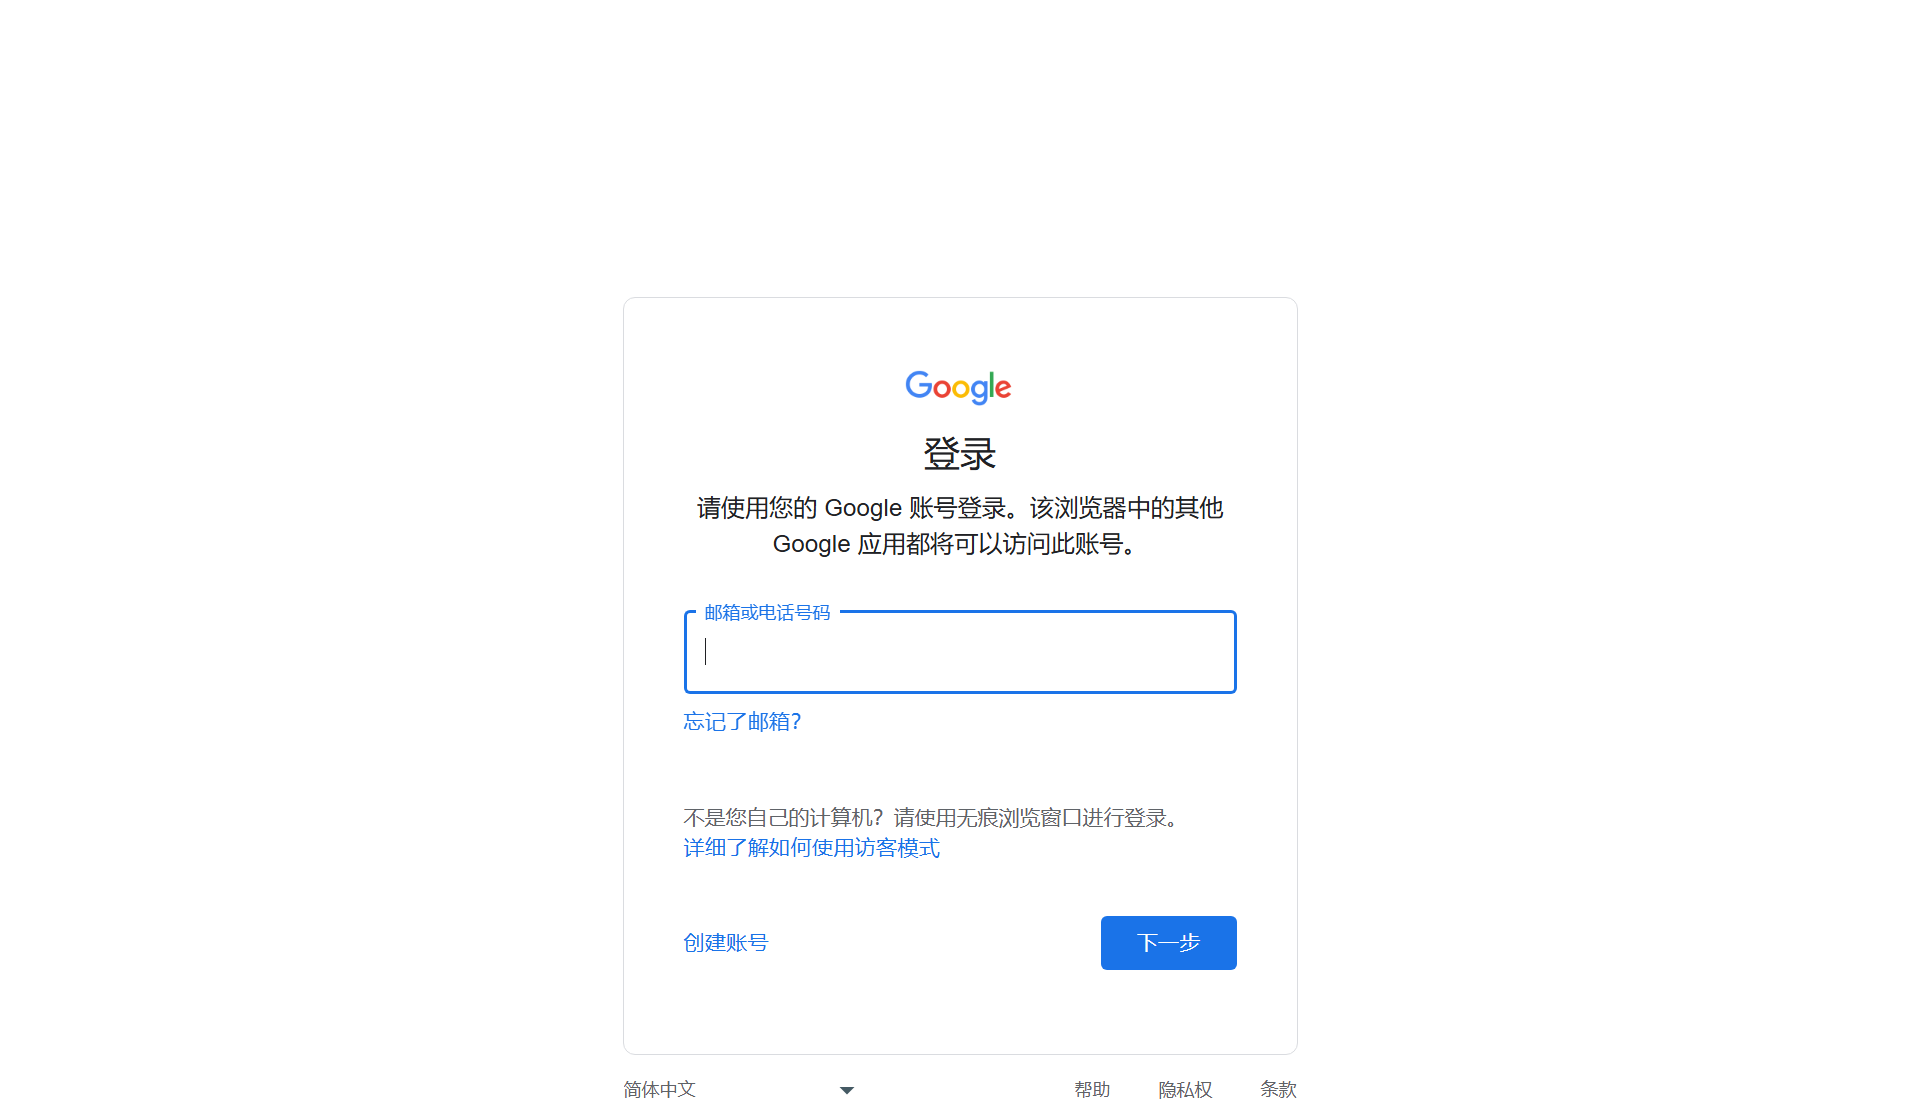 Google
登录
请使用您的 Google 账号登录。该浏览器中的其他
Google 应用都将可以访问此账号。
邮箱或电话号码
忘记了邮箱?
不是您自己的计算机？请使用无痕浏览窗口进行登录。
详细了解如何使用访客模式
创建账号
下一步
简体中文
帮助
隐私权
条款